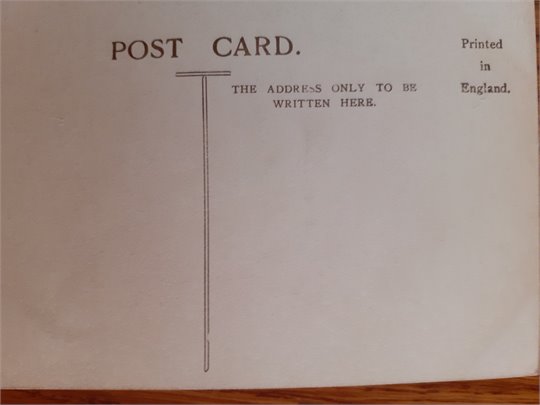 POST CARD.
Printed
in
England.
THE ADDRESS ONLY TO BE
WRITTEN HERE.